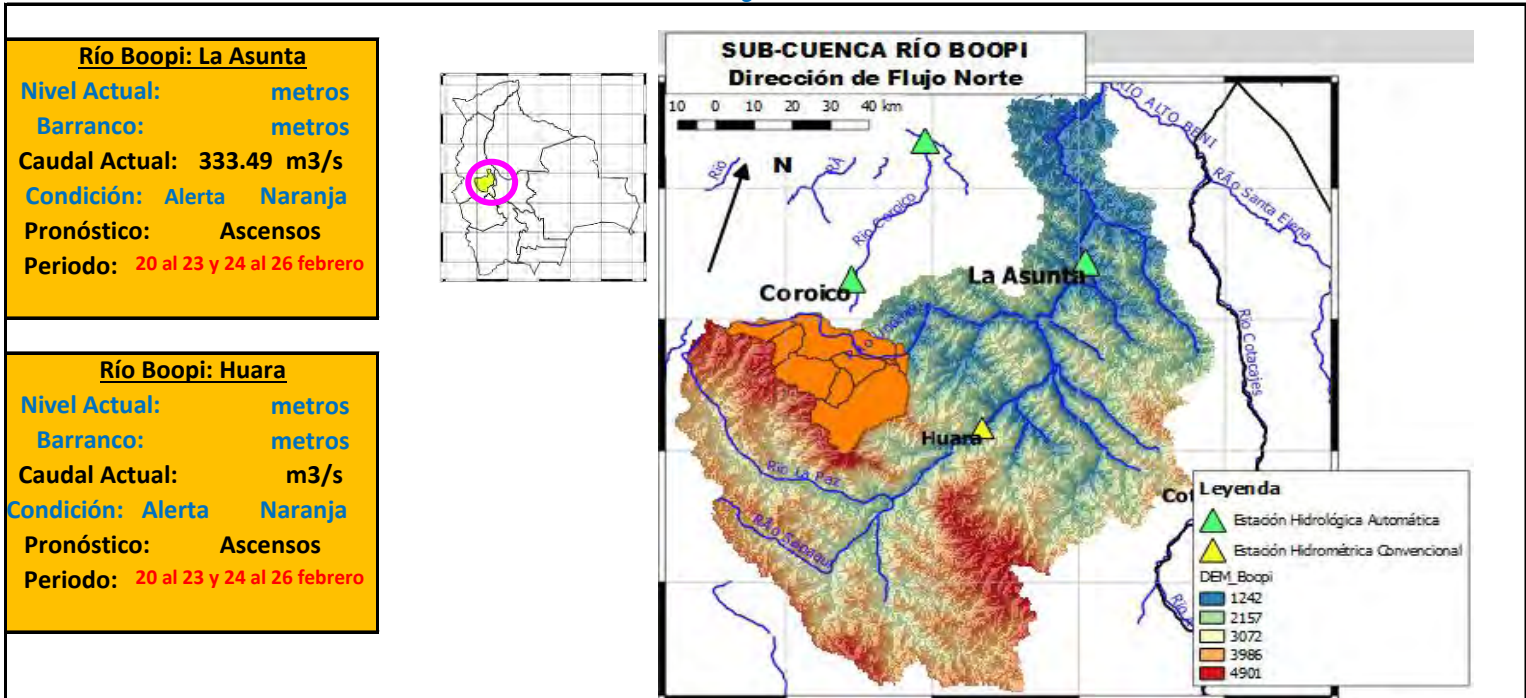 Río Boopi: La Asunta
Nivel Actual: metros
Barranco: metros
Caudal Actual: 333.49 m3/s
Condición: Alerta Naranja
Pronóstico: Ascensos
Periodo: 20 al 23 y 24 al 26 febrero
Río Boopi: Huara
Nivel Actual: metros
Barranco: metros
Caudal Actual: m3/s
Condición: Alerta Naranja
Pronóstico: Ascensos
Periodo: 20 al 23 y 24 al 26 febrero
SUB-CUENCA RÍO BOOPI
Dirección de Flujo Norte
10 0 10 20 30 40 km
N
Río
RÃ
Río Coroico
RIO ALTO BENI
RÃo Santa Elena
Río Cotacajes
Coroico
La Asunta
Huara
Río La Paz
RÃo Sapaqui
Leyenda
Estación Hidrológica Automática
Estación Hidrométrica Convencional
DEM_Boopi
1242
2157
3072
3986
4901